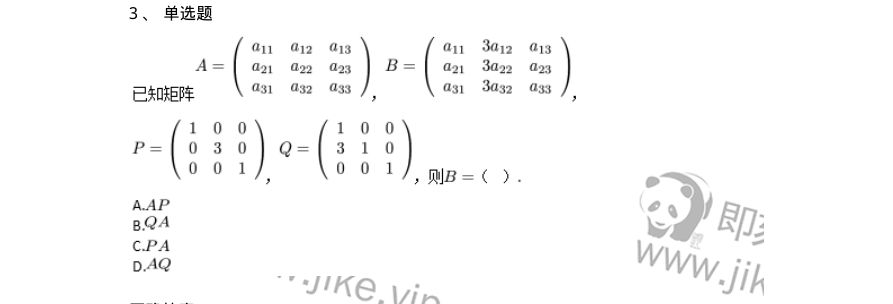 3、 单选题
已知矩阵 A = ( a11 a12 a13 ; a21 a22 a23 ; a31 a32 a33 ), B = ( a11 3a12 a13 ; a21 3a22 a23 ; a31 3a32 a33 ),
P = ( 1 0 0 ; 0 3 0 ; 0 0 1 ), Q = ( 1 0 0 ; 3 1 0 ; 0 0 1 ), 则B = ( ).
A.AP
B.QA
C.PA
D.AQ
www.jik
.jike.vip